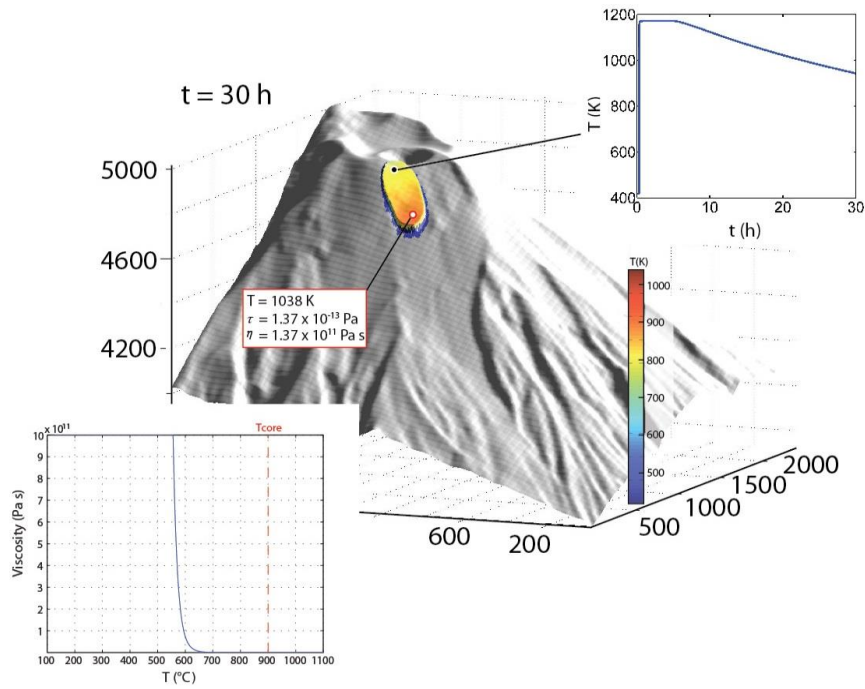 t = 30 h
1200
1000
800
600
400
T (K)
0
10
20
30
t (h)
5000
4600
4200
T = 1038 K
τ = 1.37 x 10⁻¹³ Pa
η = 1.37 x 10¹¹ Pa s
T(K)
1000
900
800
700
600
500
600
200
500
1000
1500
2000
x 10¹¹
Tcore
10
9
8
7
6
5
4
3
2
1
Viscosity (Pa s)
100 200 300 400 500 600 700 800 900 1000 1100
T (°C)